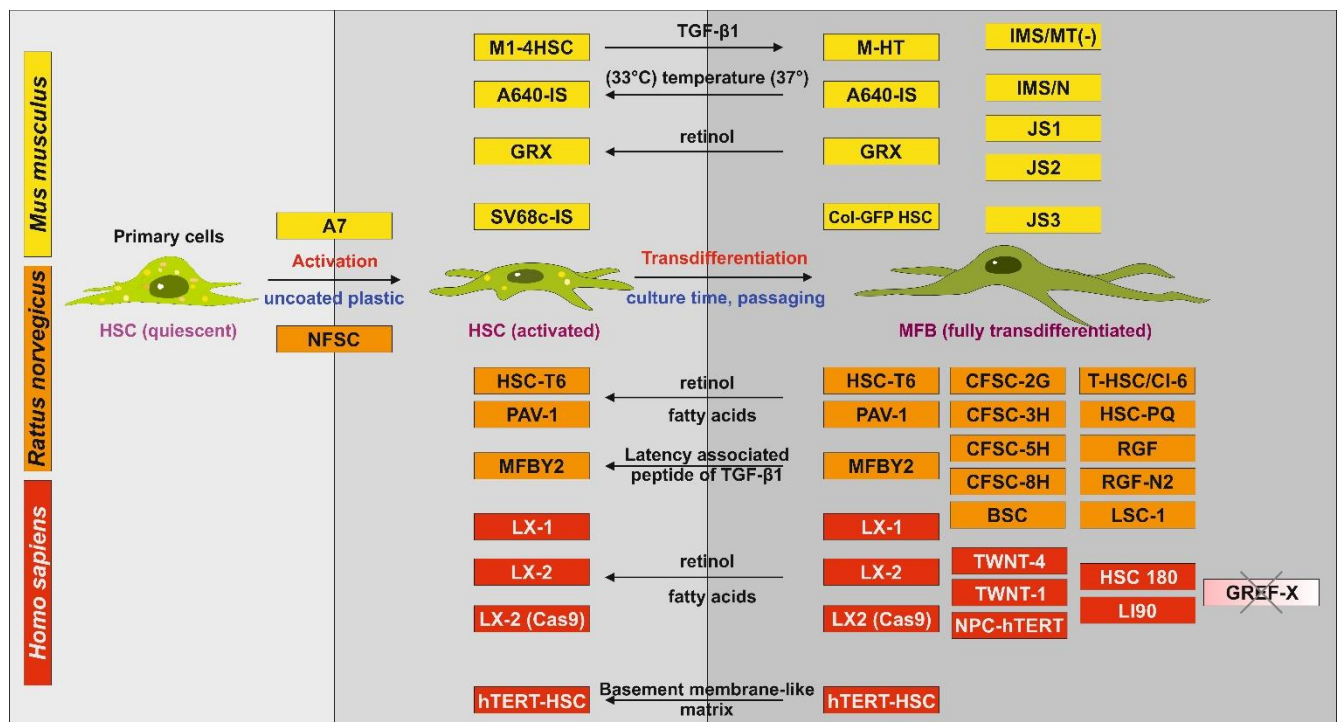 Mus musculus
Rattus norvegicus
Homo sapiens
M1-4HSC
TGF-β1
M-HT
IMS/MT(-)
A640-IS
(33°C) temperature (37°)
A640-IS
IMS/N
GRX
retinol
GRX
JS1
JS2
SV68c-IS
Col-GFP HSC
JS3
A7
Primary cells
Activation
uncoated plastic
Transdifferentiation
culture time, passaging
HSC (quiescent)
NFSC
HSC (activated)
MFB (fully transdifferentiated)
HSC-T6
retinol
HSC-T6
CFSC-2G
T-HSC/Cl-6
PAV-1
fatty acids
PAV-1
CFSC-3H
HSC-PQ
MFBY2
Latency associated
peptide of TGF-β1
MFBY2
CFSC-5H
RGF
CFSC-8H
RGF-N2
BSC
LSC-1
LX-1
LX-1
LX-2
retinol
fatty acids
LX-2
TWNT-4
HSC 180
TWNT-1
LI90
GREF-X
LX-2 (Cas9)
LX2 (Cas9)
NPC-hTERT
hTERT-HSC
Basement membrane-like
matrix
hTERT-HSC